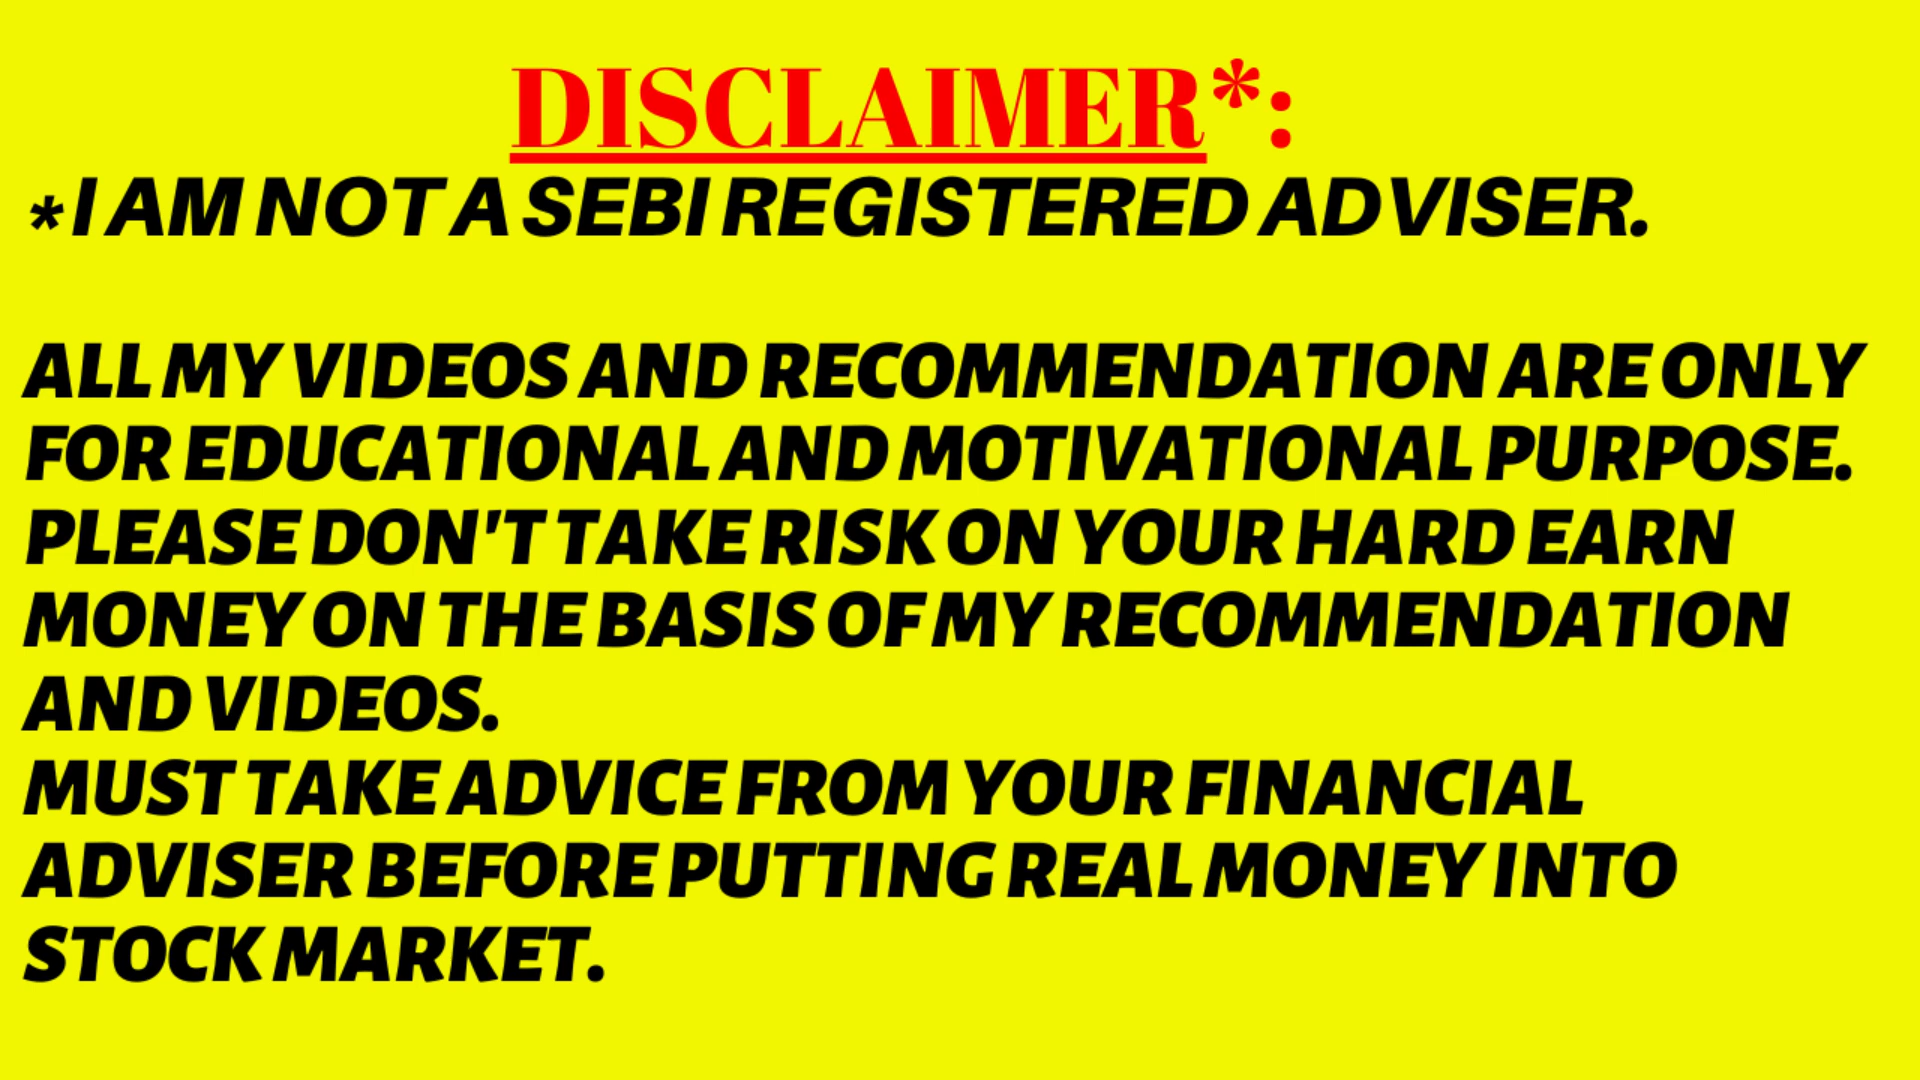 DISCLAIMER*:
*I AM NOT A SEBI REGISTERED ADVISER.
ALL MY VIDEOS AND RECOMMENDATION ARE ONLY
FOR EDUCATIONAL AND MOTIVATIONAL PURPOSE.
PLEASE DON'T TAKE RISK ON YOUR HARD EARN
MONEY ON THE BASIS OF MY RECOMMENDATION
AND VIDEOS.
MUST TAKE ADVICE FROM YOUR FINANCIAL
ADVISER BEFORE PUTTING REAL MONEY INTO
STOCK MARKET.